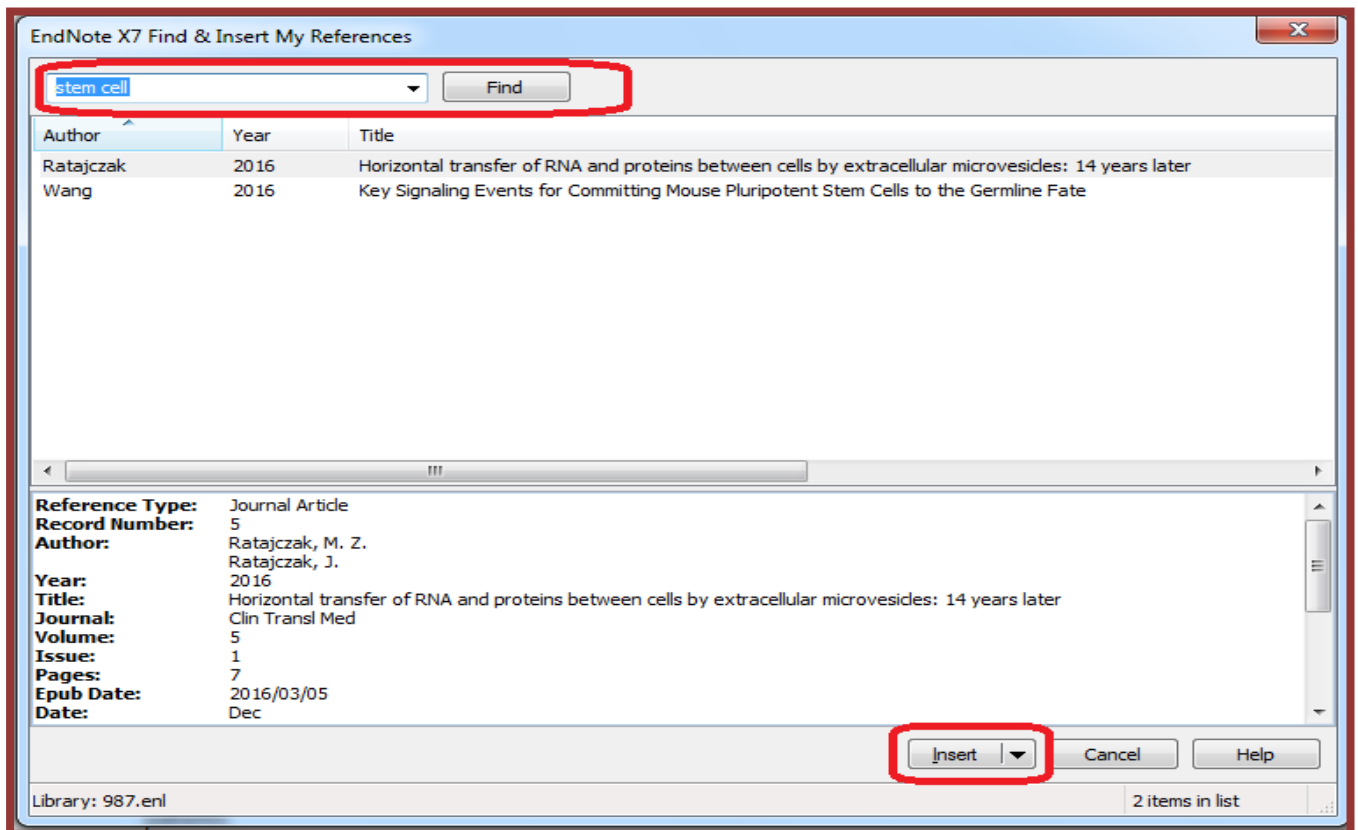 EndNote X7 Find & Insert My References
stem cell Find
Author Year Title
Ratajczak 2016 Horizontal transfer of RNA and proteins between cells by extracellular microvesicles: 14 years later
Wang 2016 Key Signaling Events for Committing Mouse Pluripotent Stem Cells to the Germline Fate
Reference Type: Journal Article
Record Number: 5
Author: Ratajczak, M. Z.
Ratajczak, J.
Year: 2016
Title: Horizontal transfer of RNA and proteins between cells by extracellular microvesicles: 14 years later
Journal: Clin Transl Med
Volume: 5
Issue: 1
Pages: 7
Epub Date: 2016/03/05
Date: Dec
Insert Cancel Help
Library: 987.enl 2 items in list